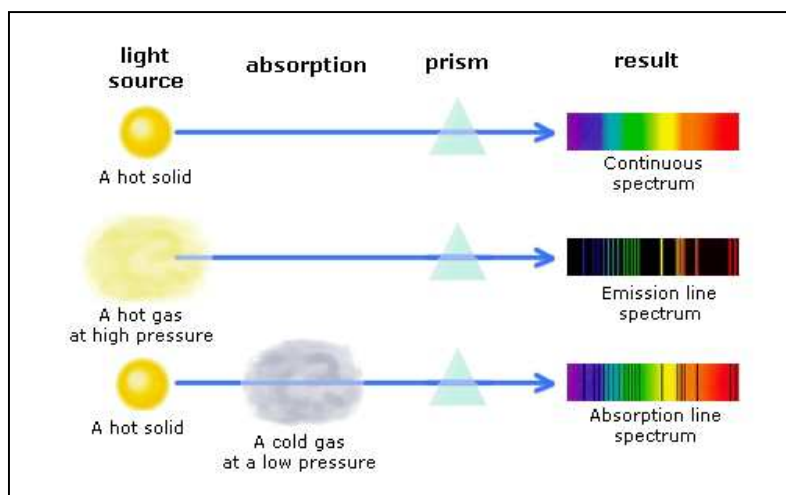 light
source
absorption
prism
result
A hot solid
Continuous
spectrum
A hot gas
at high pressure
Emission line
spectrum
A hot solid
A cold gas
at a low pressure
Absorption line
spectrum